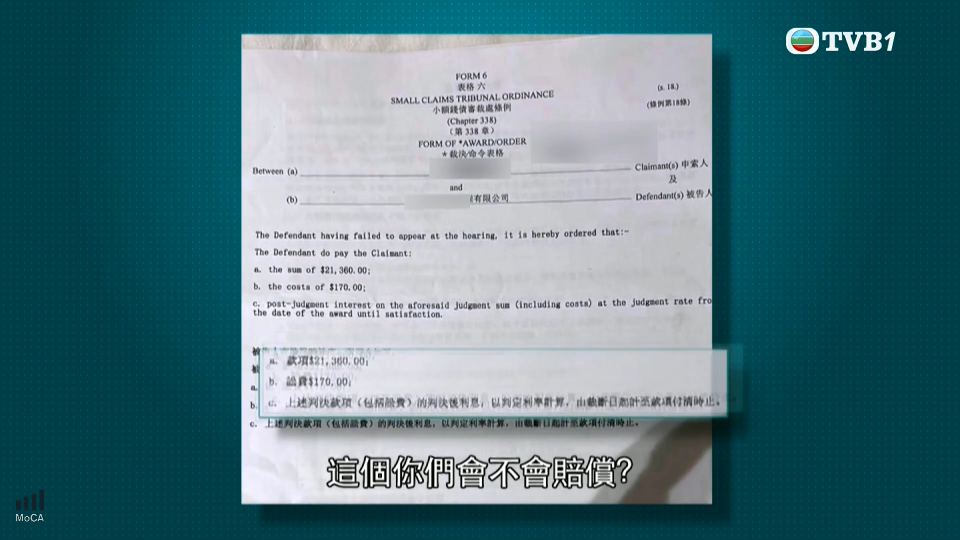 TVB1
FORM 6
表格六
(s. 18.)
SMALL CLAIMS TRIBUNAL ORDINANCE
小額錢債審裁處條例
(條例第18條)
(Chapter 338)
(第 338 章)
FORM OF *AWARD/ORDER
* 裁決/命令表格
Between (a)
Claimant(s) 申索人
and
及
(b)
有限公司
Defendant(s) 被告人
The Defendant having failed to appear at the hearing, it is hereby ordered that:-
The Defendant do pay the Claimant:
a. the sum of $21,360.00;
b. the costs of $170.00;
c. post-judgment interest on the aforesaid judgment sum (including costs) at the judgment rate fro
the date of the award until satisfaction.
a. 款項$21,360.00;
b. 訟費$170.00;
c. 上述判決款項（包括訟費）的判決後利息，以判定利率計算，由裁斷日起計至款項付清時止。
c. 上述判決款項（包括訟費）的判決後利息，以判定利率計算，由裁斷日起計至款項付清時止。
這個你們會不會賠償?
MoCA